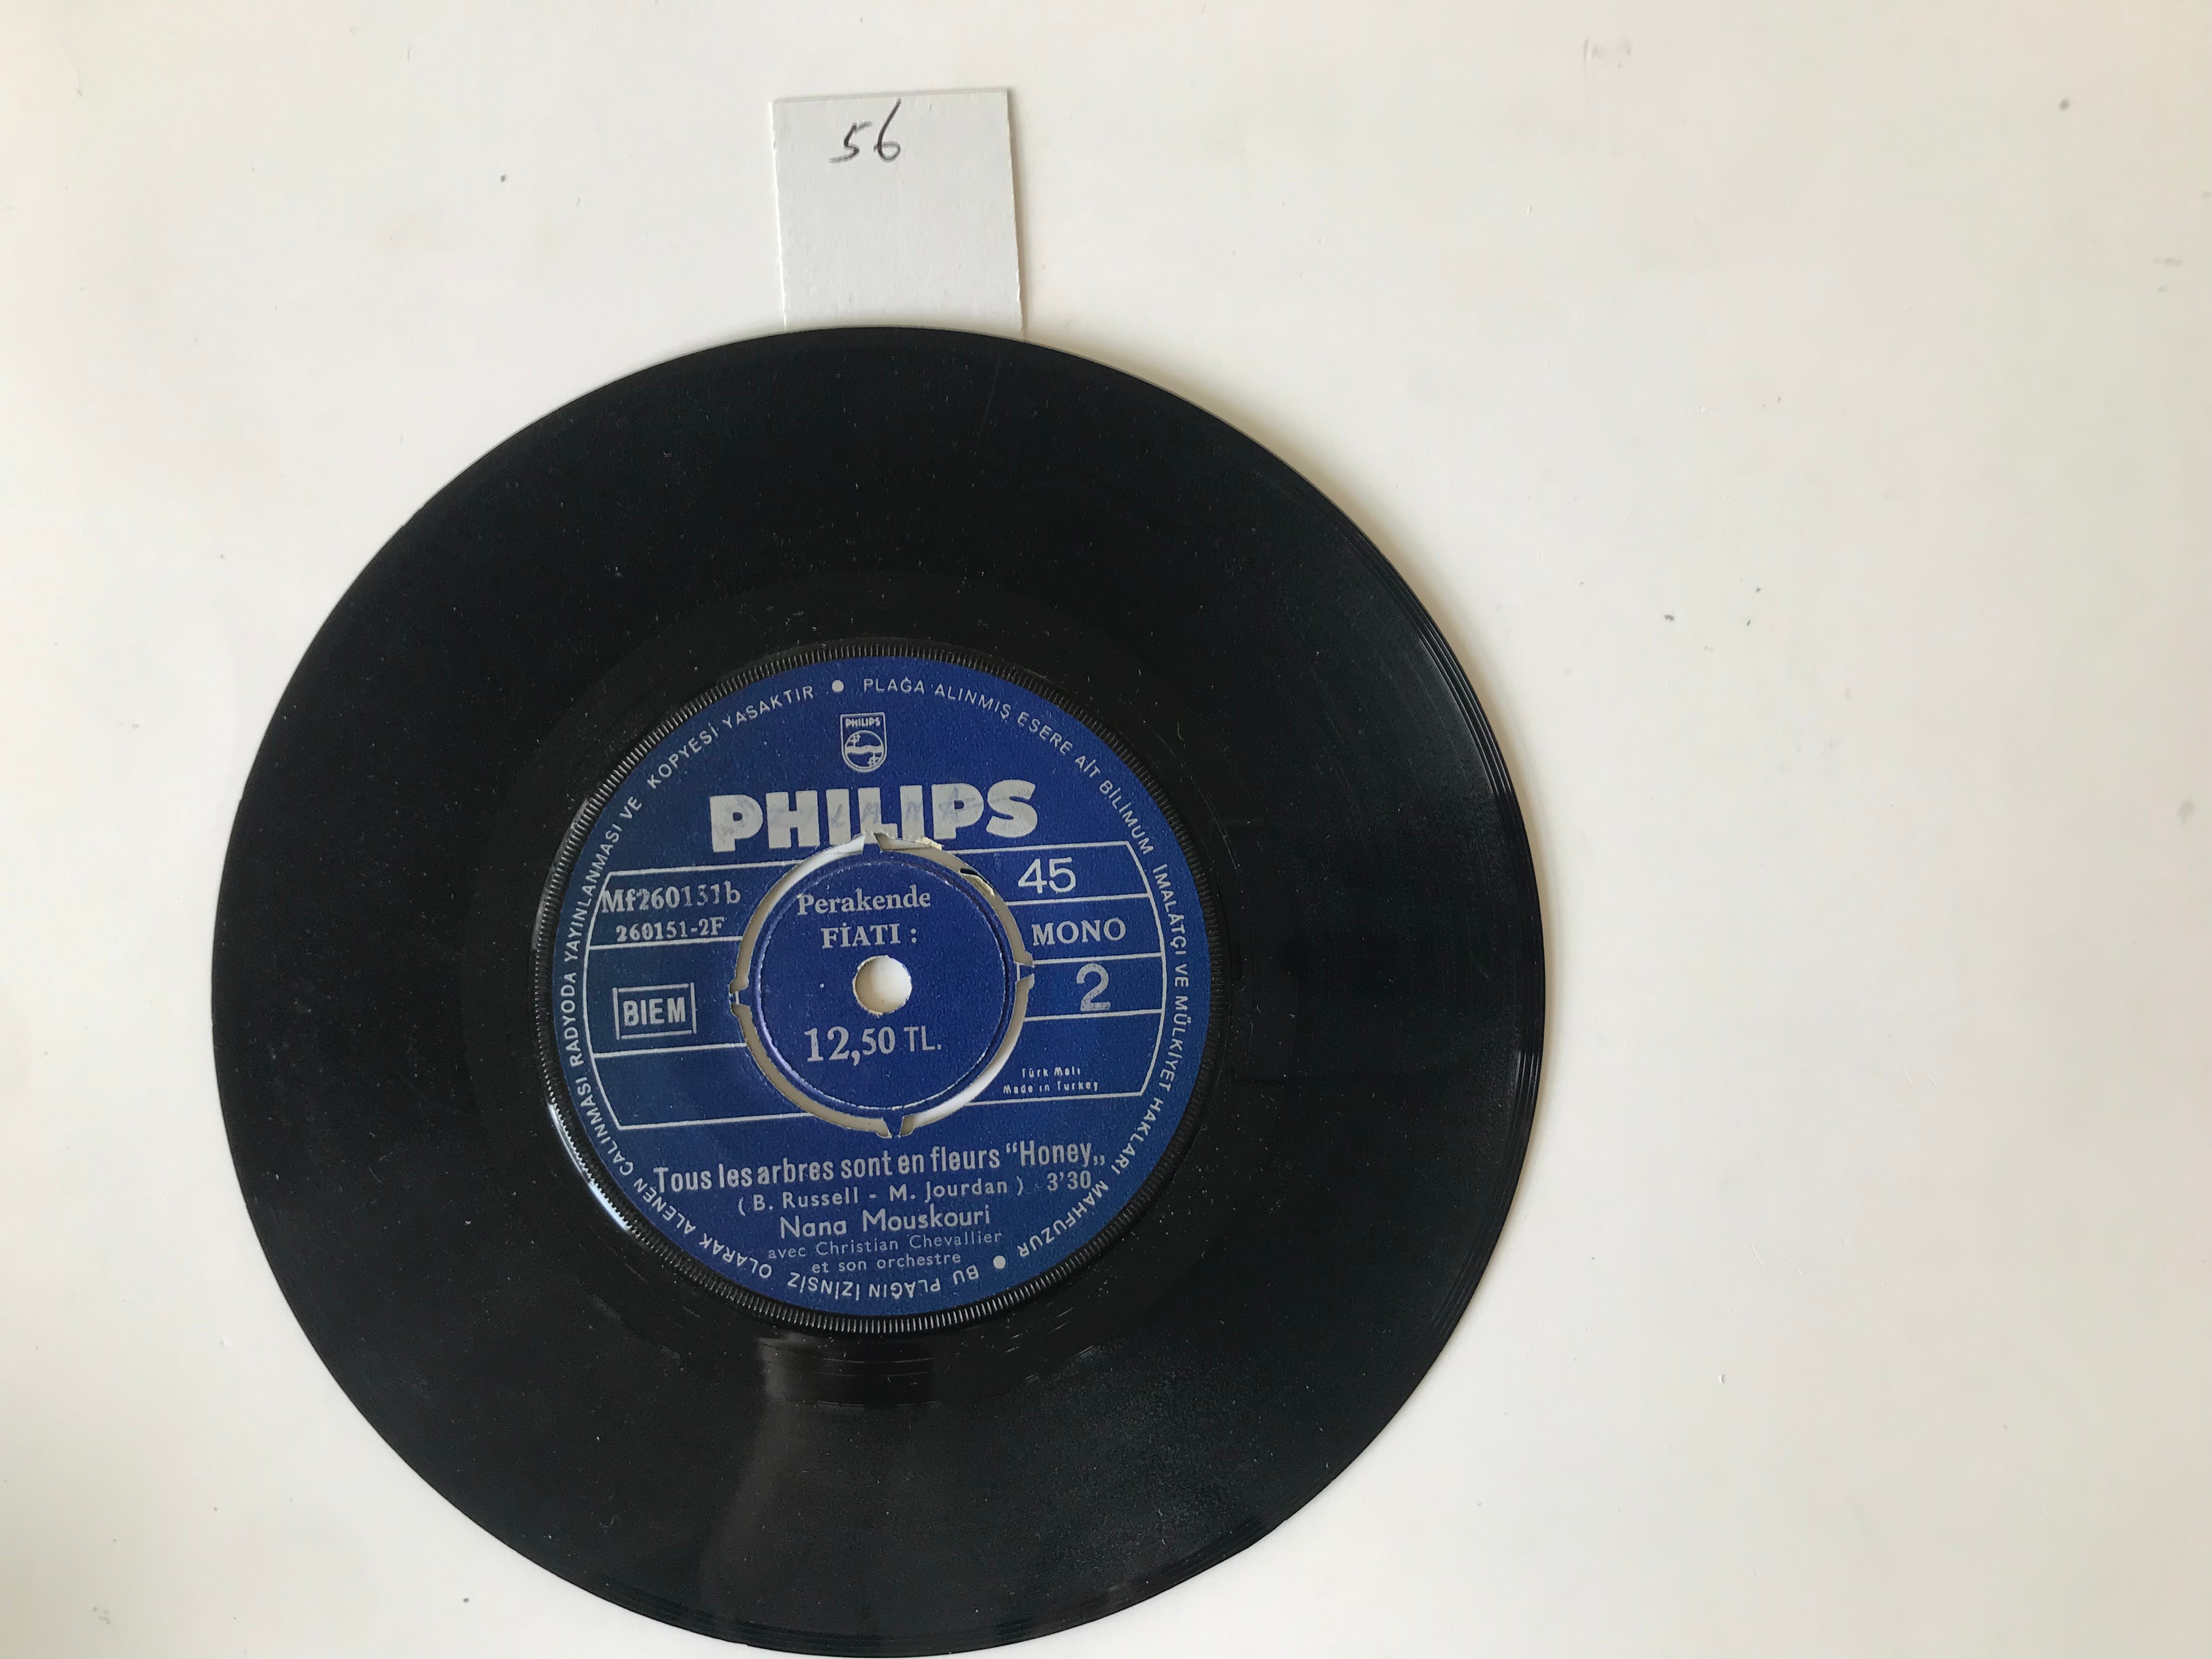 56
PLAĞA ALINMIŞ ESERE AİT BİLİMUM İMALÂTÇI VE MÜLKİYET HAKLARI MAHFUZUR
BU PLAĞIN İZİNSİZ OLARAK ALENEN ÇALINMASI RADYODA YAYINLANMASI VE KOPYESİ YASAKTIR
PHILIPS
PHILIPS
Mf260151b
260151-2F
BIEM
Perakende
FİATI :
12,50 TL.
45
MONO
2
Türk Malı
Made in Turkey
Tous les arbres sont en fleurs “Honey„
( B. Russell - M. Jourdan ) 3'30
Nana Mouskouri
avec Christian Chevallier
et son orchestre